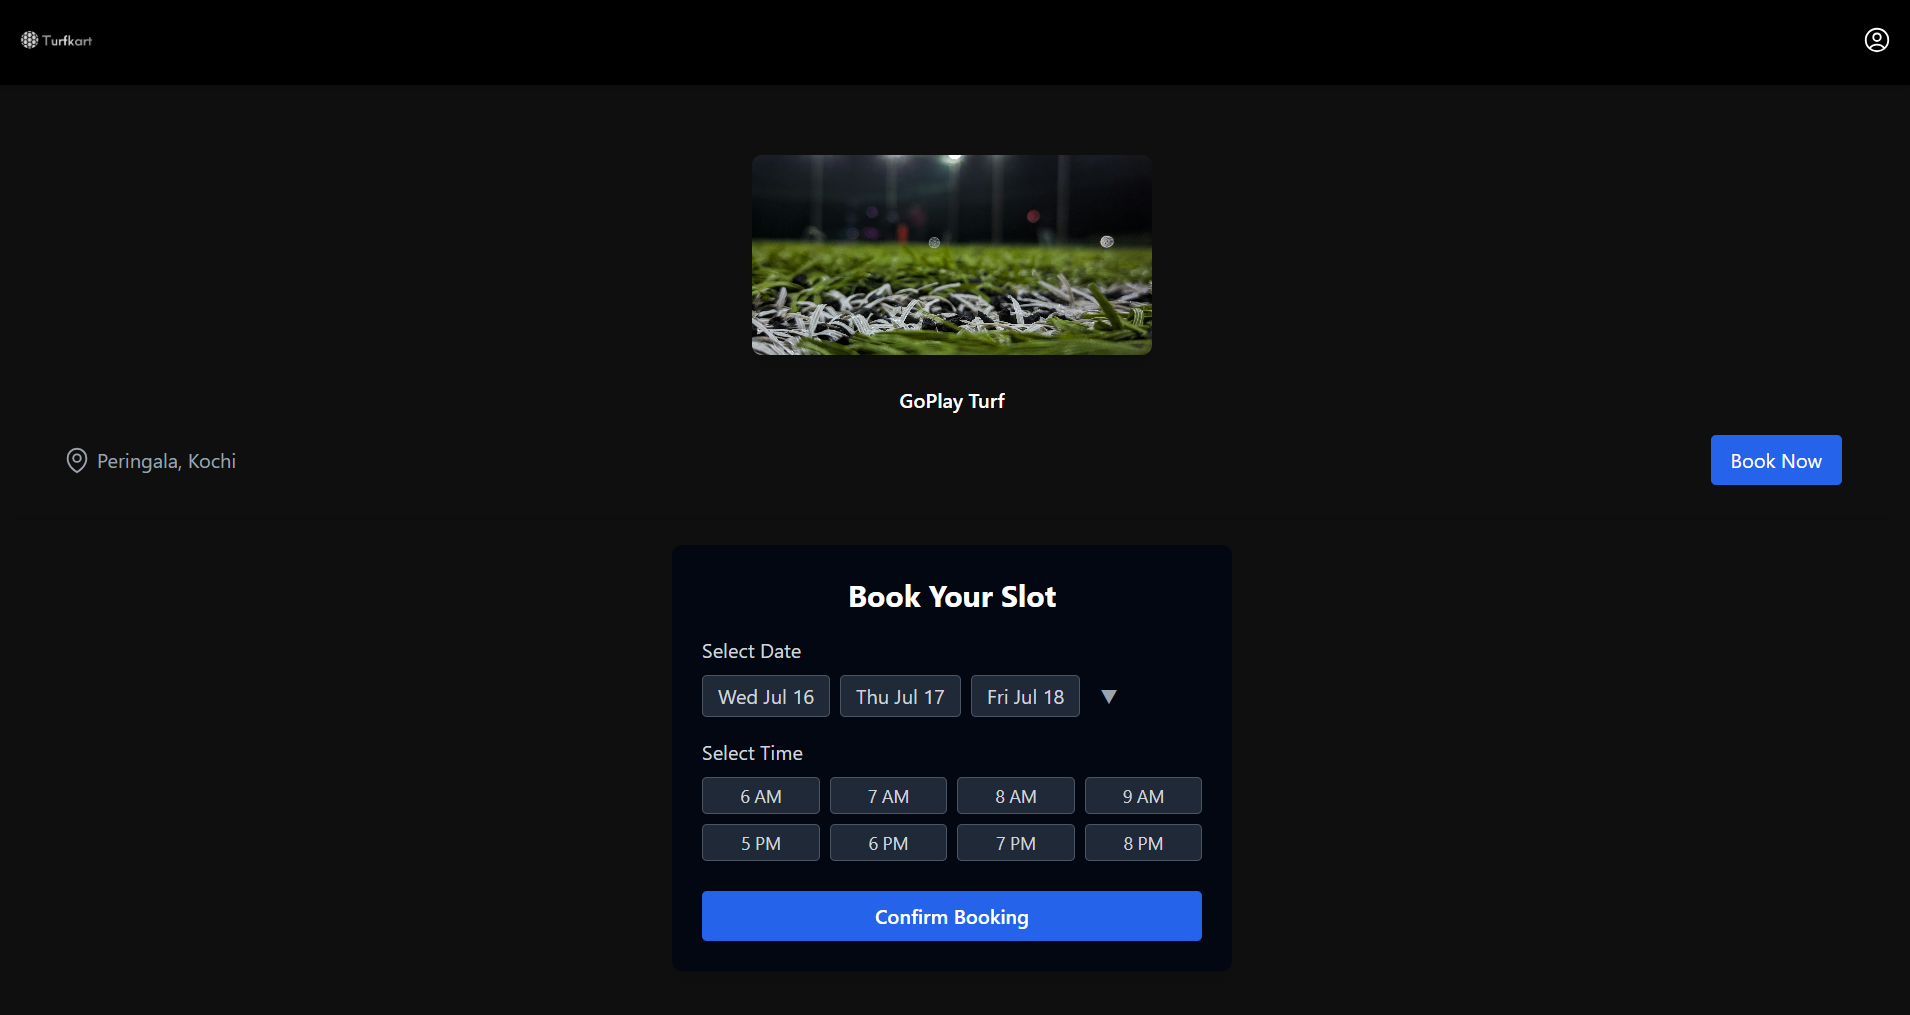 Turfkart
GoPlay Turf
Peringala, Kochi
Book Now
Book Your Slot
Select Date
Wed Jul 16 Thu Jul 17 Fri Jul 18 ▼
Select Time
6 AM 7 AM 8 AM 9 AM
5 PM 6 PM 7 PM 8 PM
Confirm Booking